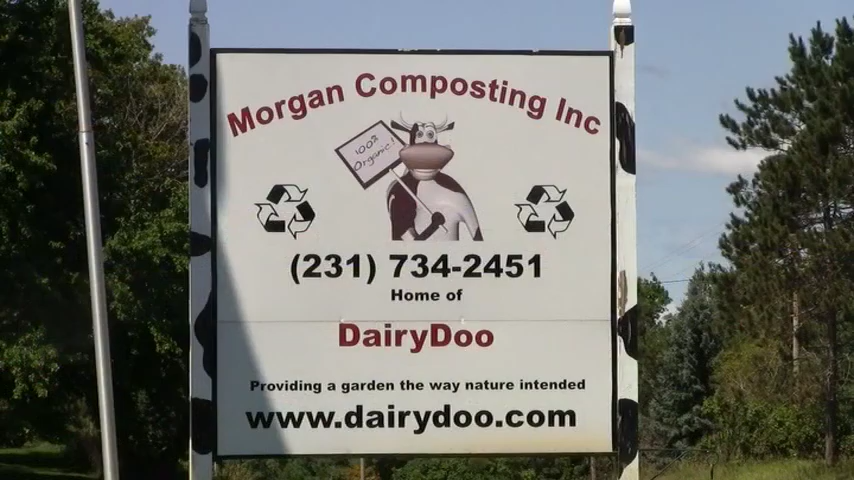 Morgan Composting Inc
100%
Organic!
(231) 734-2451
Home of
DairyDoo
Providing a garden the way nature intended
www.dairydoo.com